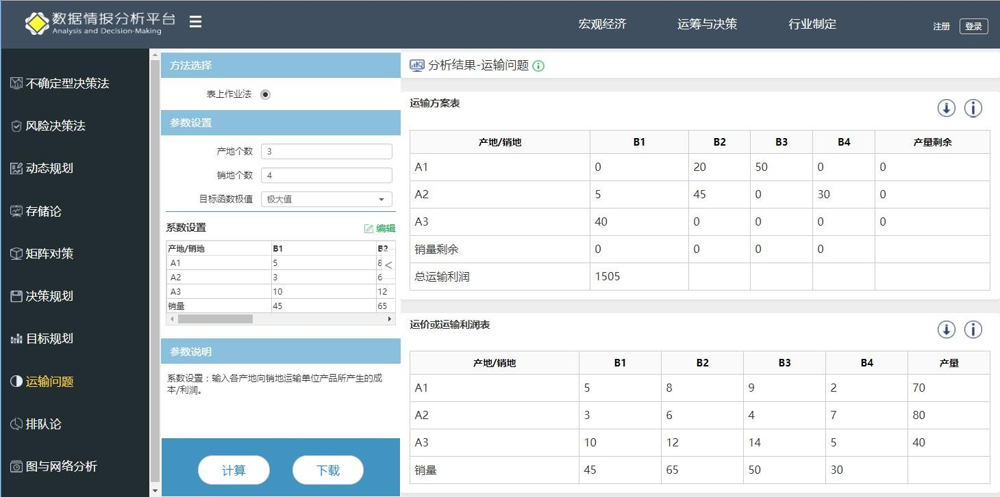 数据情报分析平台
Analysis and Decision-Making
宏观经济 运筹与决策 行业制定 注册 登录
不确定型决策法
风险决策法
动态规划
存储论
矩阵对策
决策规划
目标规划
运输问题
排队论
图与网络分析
方法选择
表上作业法
参数设置
产地个数 3
销地个数 4
目标函数极值 极大值
系数设置 编辑
产地/销地 B1 B2
A1 5 8
A2 3 6
A3 10 12
销量 45 65
参数说明
系数设置：输入各产地向销地运输单位产品所产生的成
本/利润。
计算 下载
分析结果-运输问题
运输方案表
产地/销地 B1 B2 B3 B4 产量剩余
A1 0 20 50 0 0
A2 5 45 0 30 0
A3 40 0 0 0 0
销量剩余 0 0 0 0
总运输利润 1505
运价或运输利润表
产地/销地 B1 B2 B3 B4 产量
A1 5 8 9 2 70
A2 3 6 4 7 80
A3 10 12 14 5 40
销量 45 65 50 30